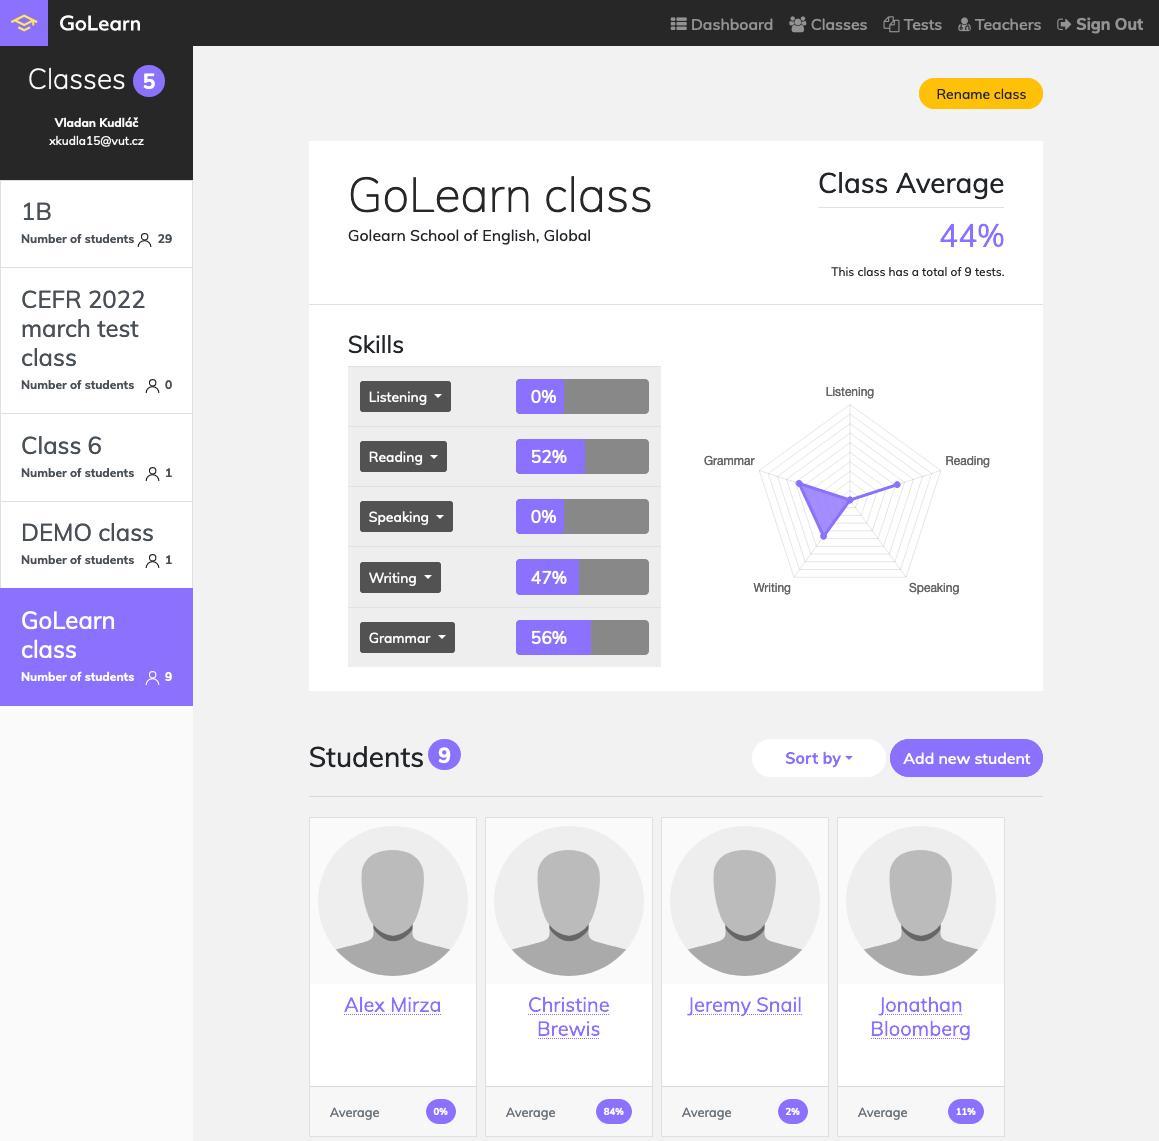 GoLearn
Dashboard Classes Tests Teachers Sign Out
Classes 5
Vladan Kudláč
xkudla15@vut.cz
1B
Number of students 29
CEFR 2022
march test
class
Number of students 0
Class 6
Number of students 1
DEMO class
Number of students 1
GoLearn
class
Number of students 9
Rename class
GoLearn class
Golearn School of English, Global
Class Average
44%
This class has a total of 9 tests.
Skills
Listening 0%
Reading 52%
Speaking 0%
Writing 47%
Grammar 56%
Listening
Grammar
Reading
Writing
Speaking
Students 9
Sort by
Add new student
Alex Mirza
Average 0%
Christine
Brewis
Average 84%
Jeremy Snail
Average 2%
Jonathan
Bloomberg
Average 11%